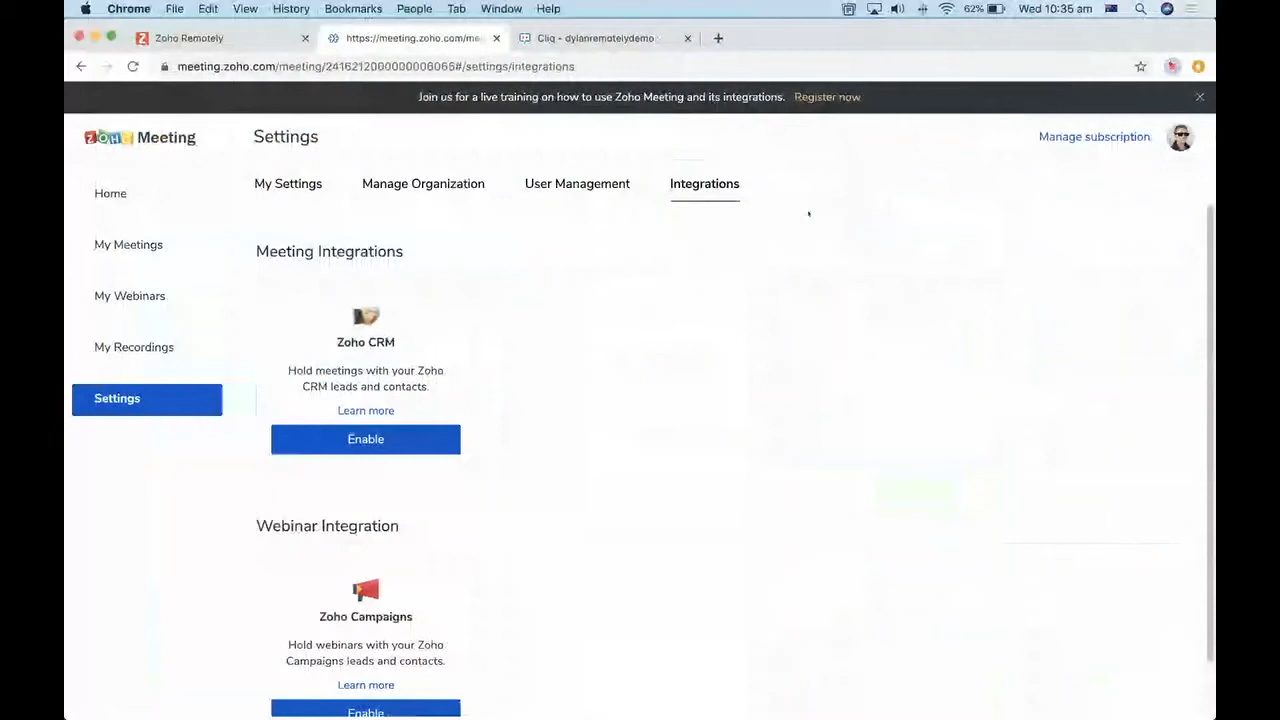 Chrome File Edit View History Bookmarks People Tab Window Help 62% Wed 10:35 am
Zoho Remotely https://meeting.zoho.com/me... Cliq - dylanremotelydemo
meeting.zoho.com/meeting/2416212000000006065#/settings/integrations
Join us for a live training on how to use Zoho Meeting and its integrations. Register now
ZOHO Meeting Settings Manage subscription
My Settings Manage Organization User Management Integrations
Home
My Meetings
My Webinars
My Recordings
Settings
Meeting Integrations
Zoho CRM
Hold meetings with your Zoho
CRM leads and contacts.
Learn more
Enable
Webinar Integration
Zoho Campaigns
Hold webinars with your Zoho
Campaigns leads and contacts.
Learn more
Enable